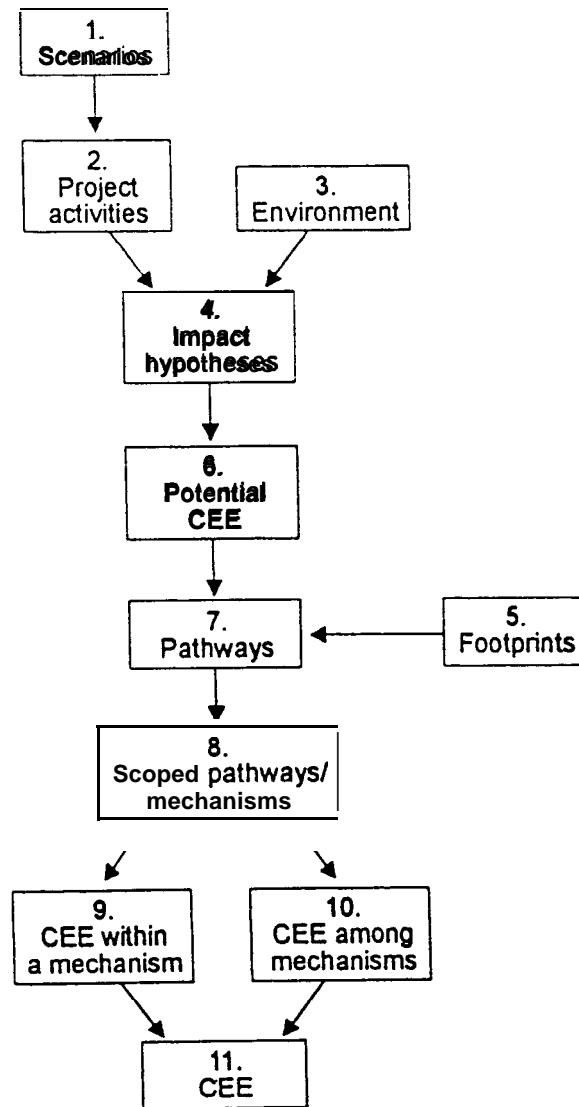 1.
Scenarios
2.
Project
activities
3.
Environment
4.
Impact
hypotheses
6.
Potential
CEE
7.
Pathways
5.
Footprints
8.
Scoped pathways/
mechanisms
9.
CEE within
a mechanism
10.
CEE among
mechanisms
11.
CEE